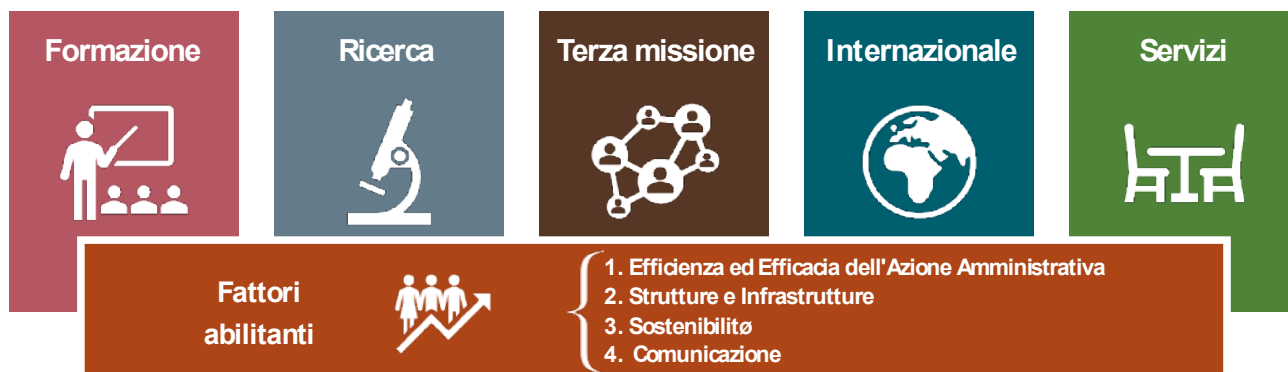 Formazione
Ricerca
Terza missione
Internazionale
Servizi
Fattori
abilitanti
1. Efficienza ed Efficacia dell'Azione Amministrativa
2. Strutture e Infrastrutture
3. Sostenibilitø
4. Comunicazione